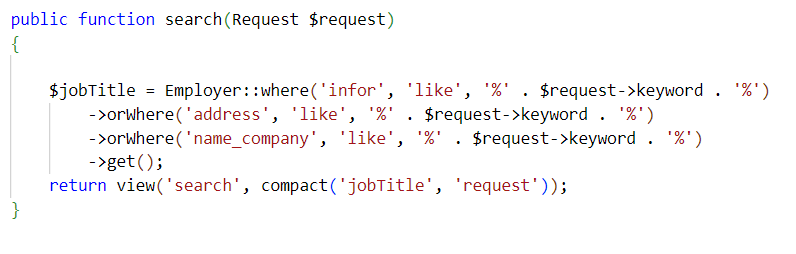 public function search(Request $request)
{
$jobTitle = Employer::where('infor', 'like', '%' . $request->keyword . '%')
->orWhere('address', 'like', '%' . $request->keyword . '%')
->orWhere('name_company', 'like', '%' . $request->keyword . '%')
->get();
return view('search', compact('jobTitle', 'request'));
}